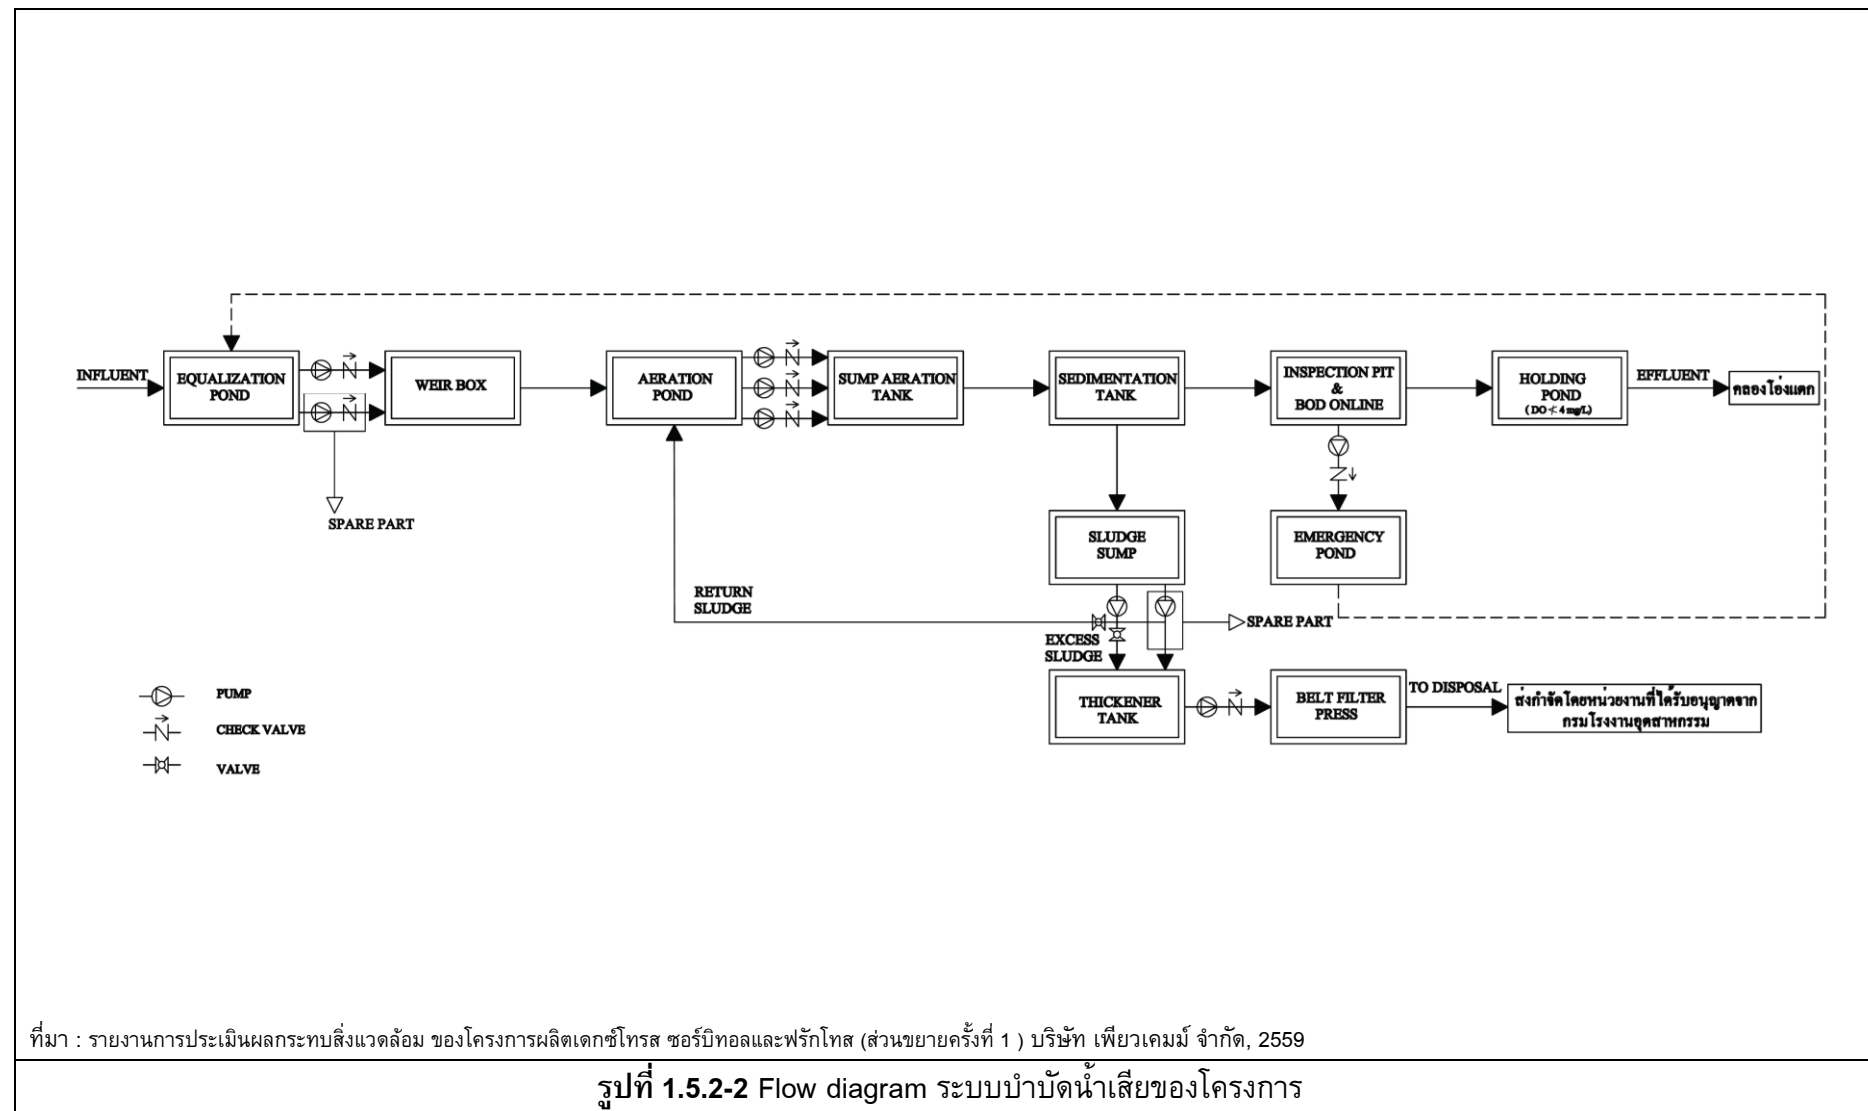 INFLUENT
EQUALIZATION
POND
WEIR BOX
AERATION
POND
SUMP AERATION
TANK
SEDIMENTATION
TANK
INSPECTION PIT
&
BOD ONLINE
HOLDING
POND
( DO ≮ 4 mg/L)
EFFLUENT
คลองโอ่งแตก
SPARE PART
SLUDGE
SUMP
EMERGENCY
POND
RETURN
SLUDGE
SPARE PART
EXCESS
SLUDGE
THICKENER
TANK
BELT FILTER
PRESS
TO DISPOSAL
ส่งกำจัดโดยหน่วยงานที่ได้รับอนุญาตจาก
กรมโรงงานอุตสาหกรรม
PUMP
CHECK VALVE
VALVE
ที่มา : รายงานการประเมินผลกระทบสิ่งแวดล้อม ของโครงการผลิตเดกซ์โทรส ซอร์บิทอลและฟรักโทส (ส่วนขยายครั้งที่ 1 ) บริษัท เพียวเคมม์ จำกัด, 2559
รูปที่ 1.5.2-2 Flow diagram ระบบบำบัดน้ำเสียของโครงการ